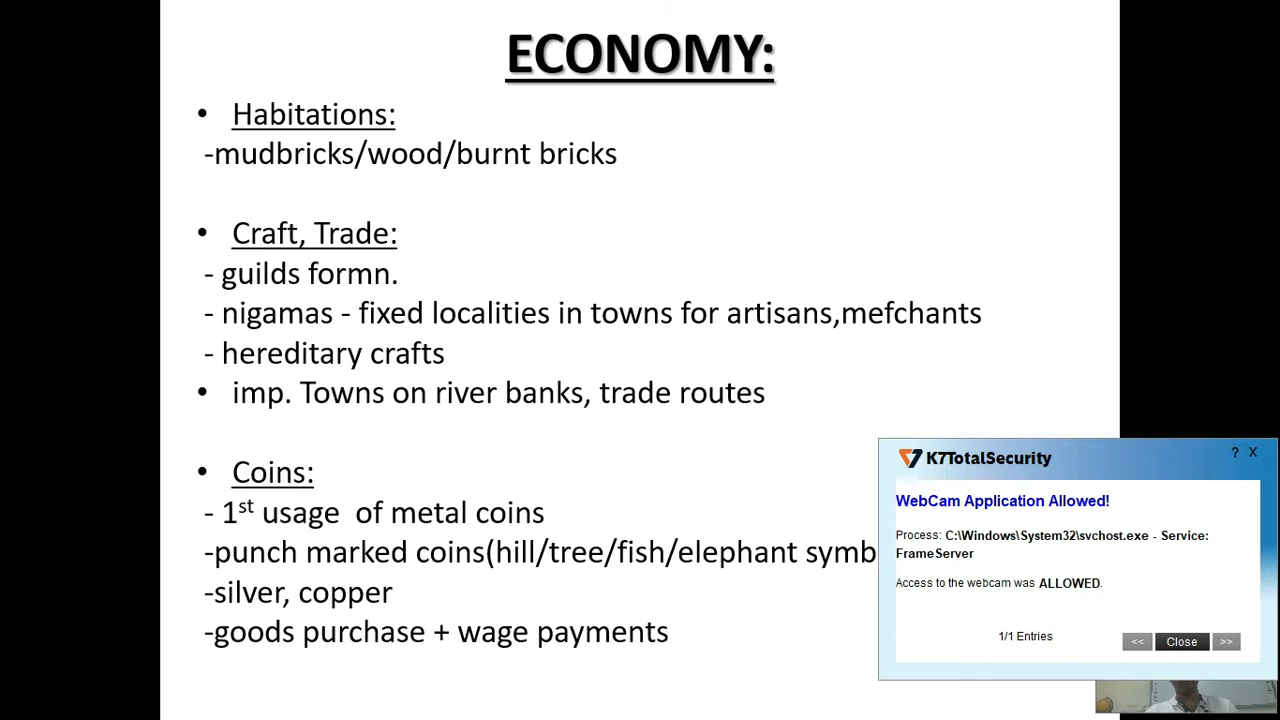 ECONOMY:
• Habitations:
-mudbricks/wood/burnt bricks
• Craft, Trade:
- guilds formn.
- nigamas - fixed localities in towns for artisans,mefchants
- hereditary crafts
• imp. Towns on river banks, trade routes
• Coins:
- 1st usage of metal coins
-punch marked coins(hill/tree/fish/elephant symb
-silver, copper
-goods purchase + wage payments
K7TotalSecurity
? X
WebCam Application Allowed!
Process: C:\Windows\System32\svchost.exe - Service:
FrameServer
Access to the webcam was ALLOWED.
1/1 Entries
<< Close >>